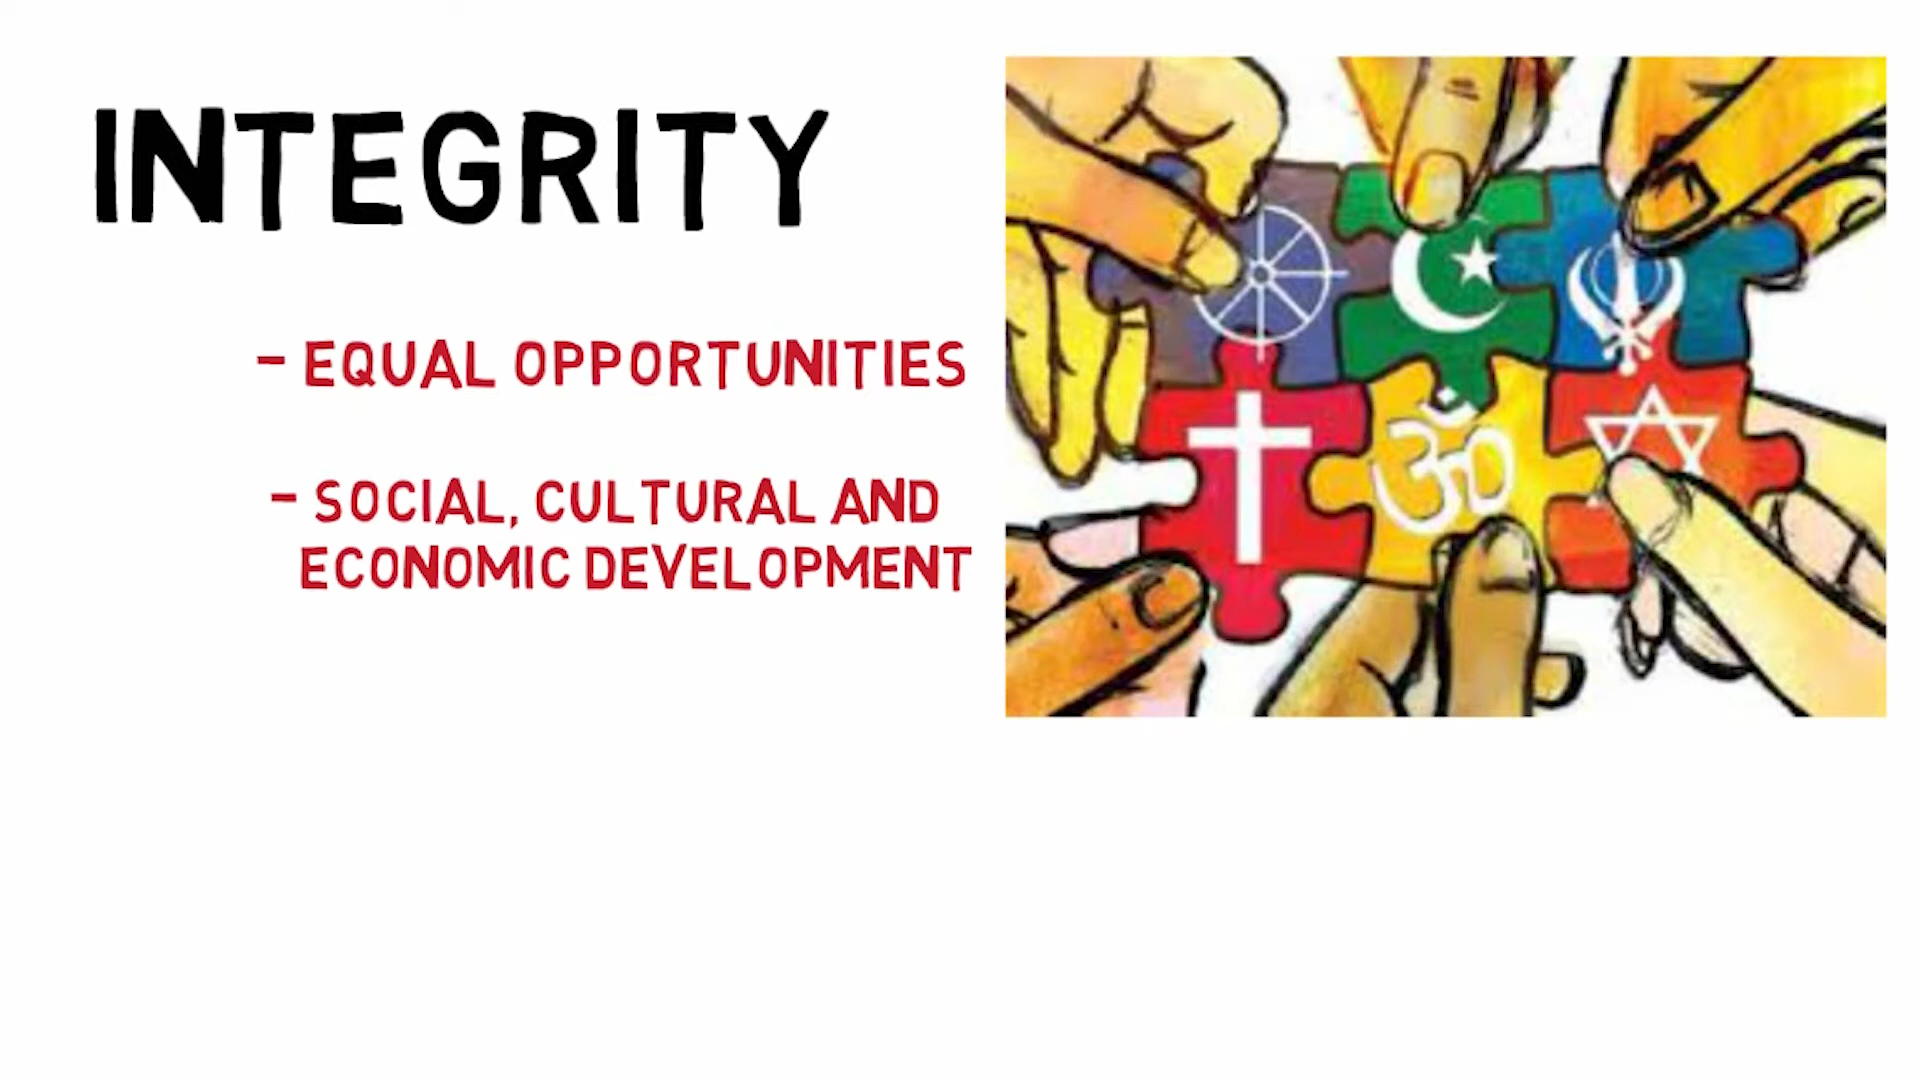 INTEGRITY
- EQUAL OPPORTUNITIES
- SOCIAL, CULTURAL AND
ECONOMIC DEVELOPMENT
ॐ